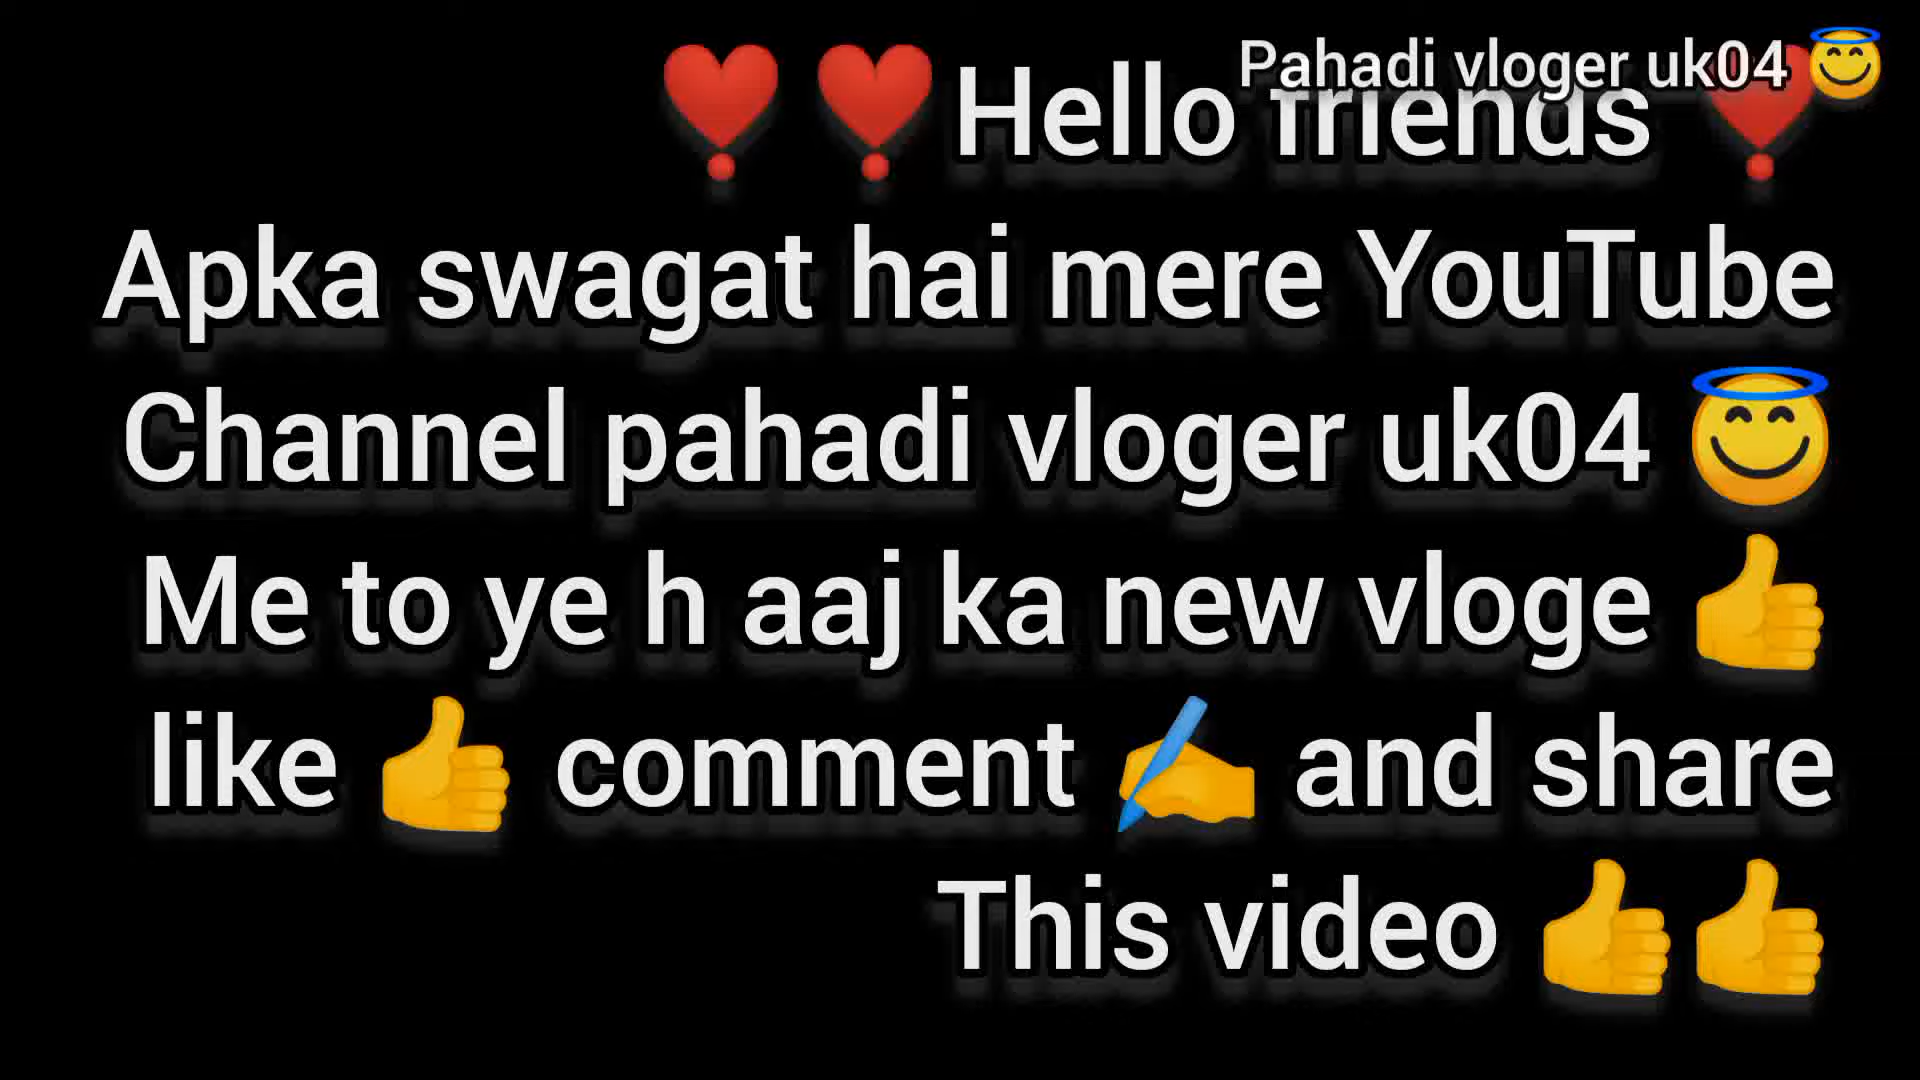 Pahadi vloger uk04 😇
❣️ ❣️ Hello friends ❣️
Apka swagat hai mere YouTube
Channel pahadi vloger uk04 😇
Me to ye h aaj ka new vloge 👍
like 👍 comment ✍️ and share
This video 👍👍